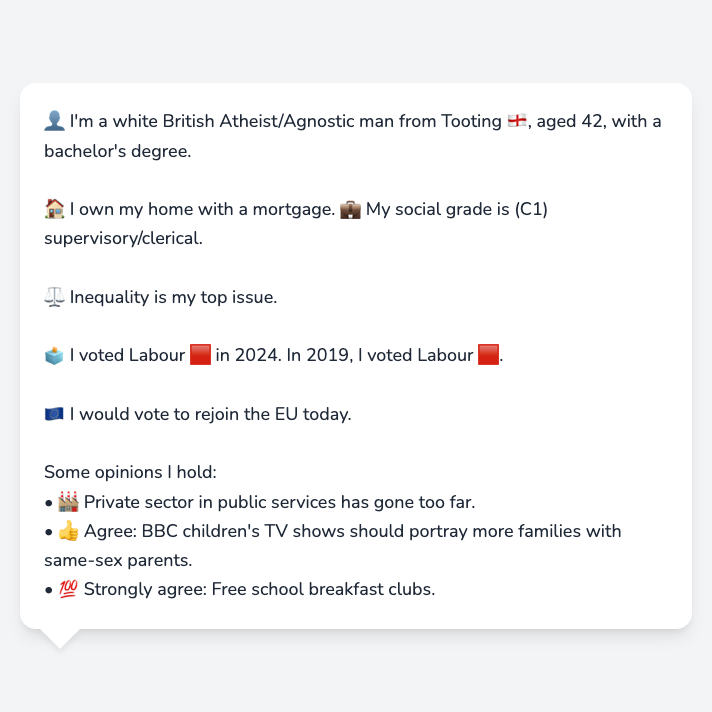 👤 I'm a white British Atheist/Agnostic man from Tooting 🏴󠁧󠁢󠁥󠁮󠁧󠁿, aged 42, with a
bachelor's degree.
🏠 I own my home with a mortgage. 💼 My social grade is (C1)
supervisory/clerical.
⚖️ Inequality is my top issue.
🗳️ I voted Labour 🟥 in 2024. In 2019, I voted Labour 🟥.
🇪🇺 I would vote to rejoin the EU today.
Some opinions I hold:
• 🏭 Private sector in public services has gone too far.
• 👍 Agree: BBC children's TV shows should portray more families with
same-sex parents.
• 💯 Strongly agree: Free school breakfast clubs.